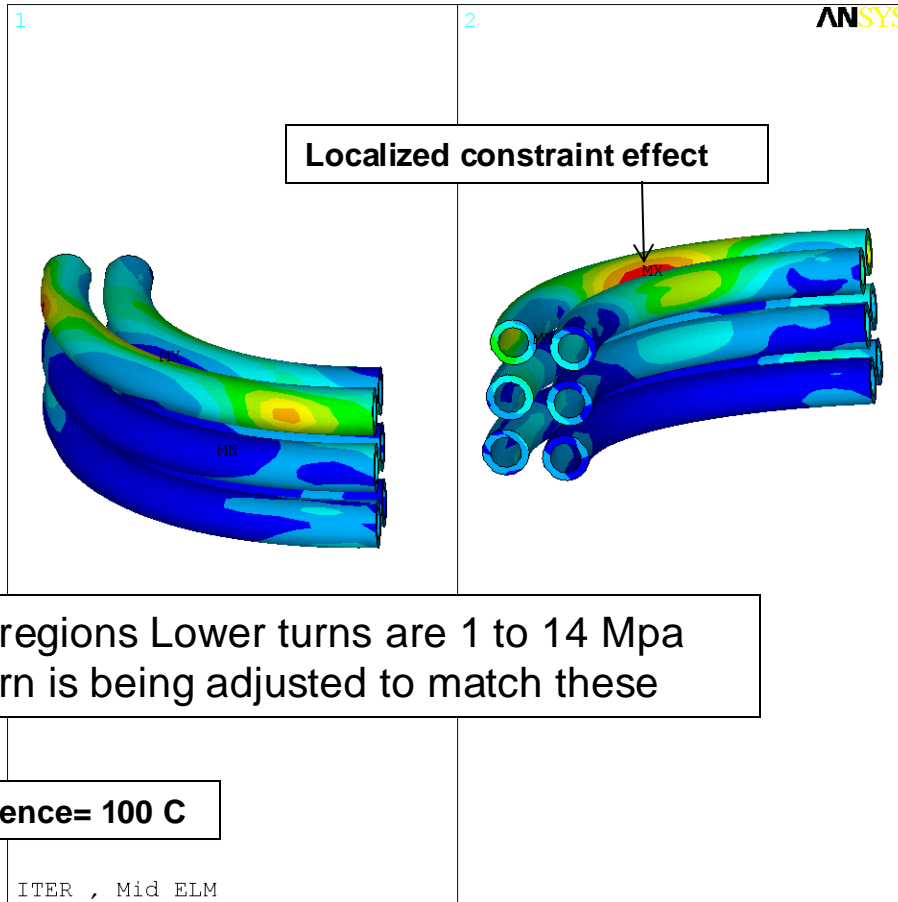 1
2
ANSYS
Localized constraint effect
MX
MX
MN
regions Lower turns are 1 to 14 Mpa
rn is being adjusted to match these
ence= 100 C
ITER , Mid ELM